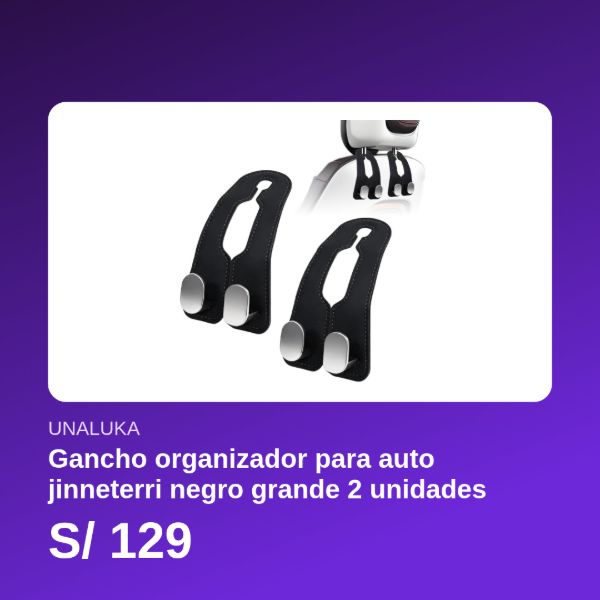 UNALUKA
Gancho organizador para auto
jinneterri negro grande 2 unidades
S/ 129